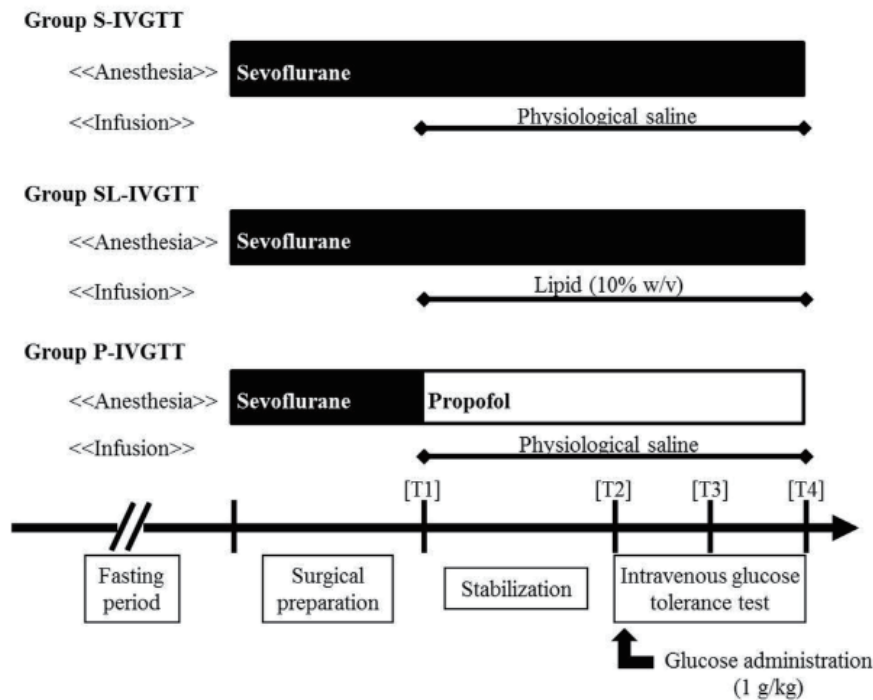 Group S-IVGTT
<<Anesthesia>> Sevoflurane
<<Infusion>> Physiological saline
Group SL-IVGTT
<<Anesthesia>> Sevoflurane
<<Infusion>> Lipid (10% w/v)
Group P-IVGTT
<<Anesthesia>> Sevoflurane Propofol
<<Infusion>> Physiological saline
[T1] [T2] [T3] [T4]
Fasting
period
Surgical
preparation
Stabilization
Intravenous glucose
tolerance test
Glucose administration
(1 g/kg)